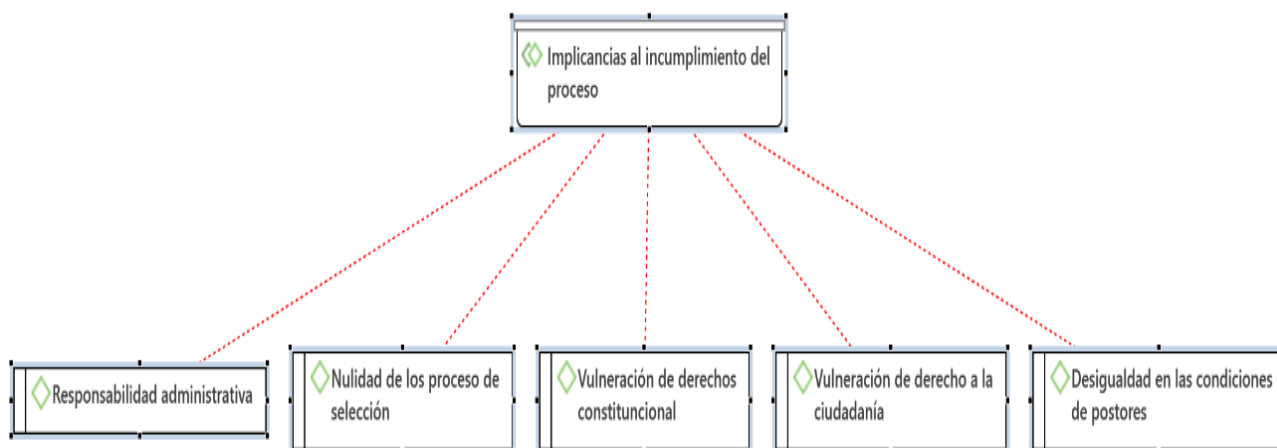 Implicancias al incumplimiento del
proceso
Responsabilidad administrativa
Nulidad de los proceso de
selección
Vulneración de derechos
constituncional
Vulneración de derecho a la
ciudadanía
Desigualdad en las condiciones
de postores